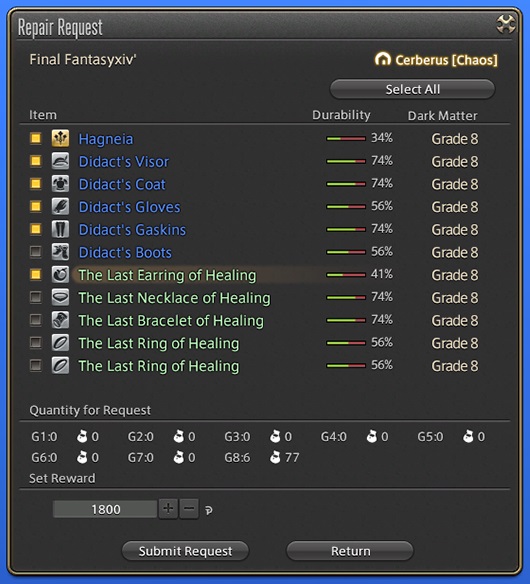 Repair Request
Final Fantasyxiv' Cerberus [Chaos]
Select All
Item Durability Dark Matter
Hagneia 34% Grade 8
Didact's Visor 74% Grade 8
Didact's Coat 74% Grade 8
Didact's Gloves 56% Grade 8
Didact's Gaskins 74% Grade 8
Didact's Boots 56% Grade 8
The Last Earring of Healing 41% Grade 8
The Last Necklace of Healing 74% Grade 8
The Last Bracelet of Healing 74% Grade 8
The Last Ring of Healing 56% Grade 8
The Last Ring of Healing 56% Grade 8
Quantity for Request
G1:0 0 G2:0 0 G3:0 0 G4:0 0 G5:0 0
G6:0 0 G7:0 0 G8:6 77
Set Reward
1800 + −
Submit Request Return